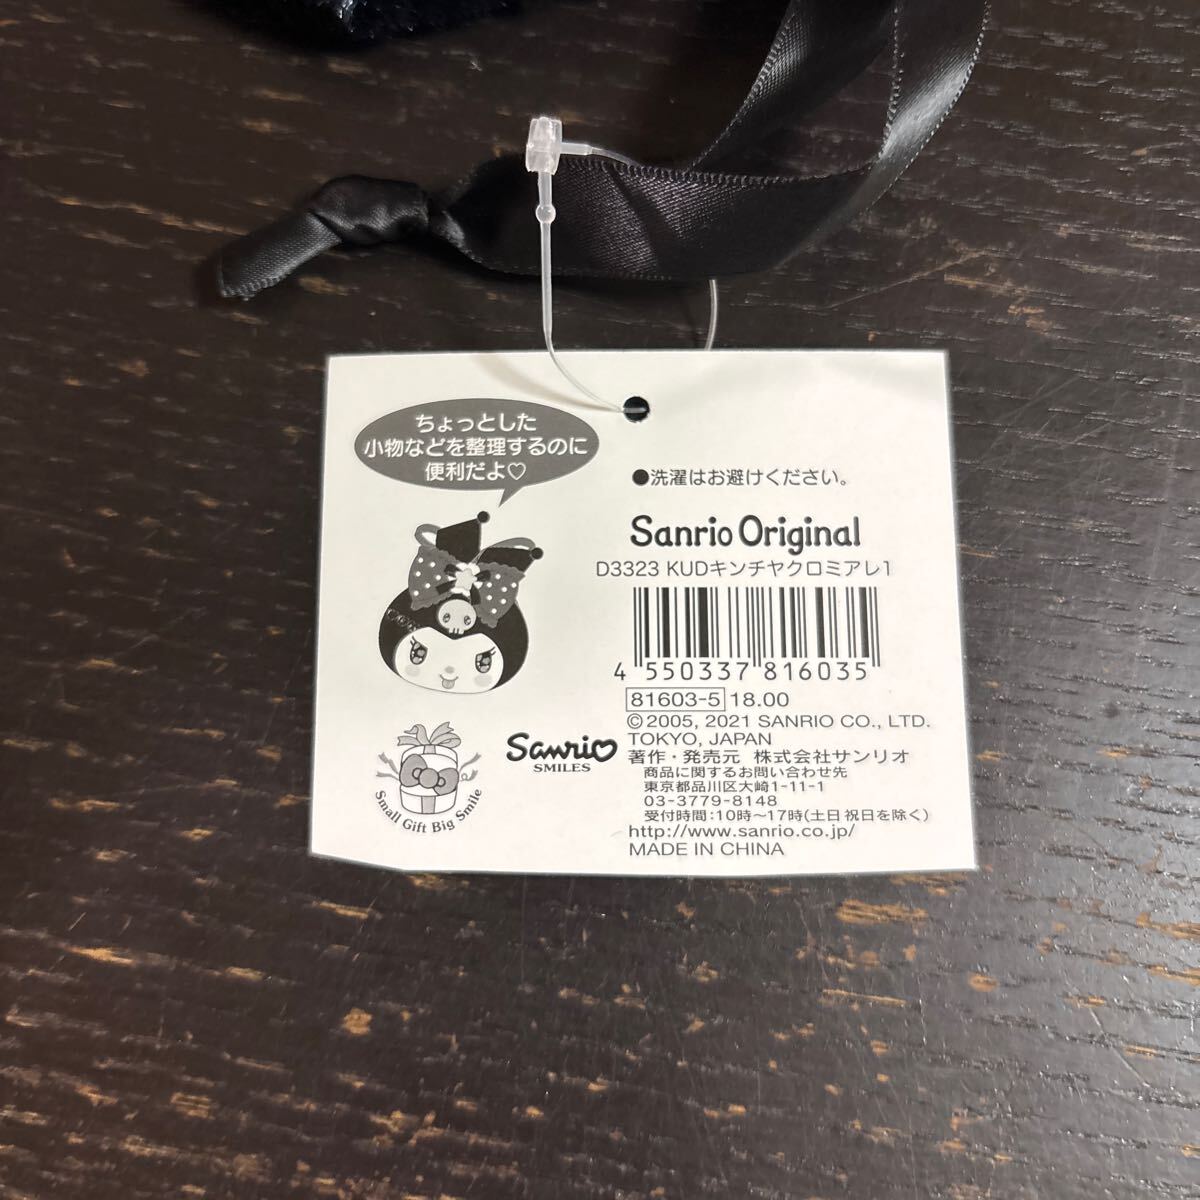 ちょっとした
小物などを整理するのに
便利だよ♡
●洗濯はお避けください。
Sanrio Original
D3323 KUDキンチャクロミアレ1
4 550337 816035
81603-5 18.00
© 2005, 2021 SANRIO CO., LTD.
TOKYO, JAPAN
著作・発売元 株式会社サンリオ
商品に関するお問い合わせ先
東京都品川区大崎1-11-1
03-3779-8148
受付時間:10時〜17時(土日祝日を除く)
http://www.sanrio.co.jp/
MADE IN CHINA
Sanrio
SMILES
Small Gift Big Smile